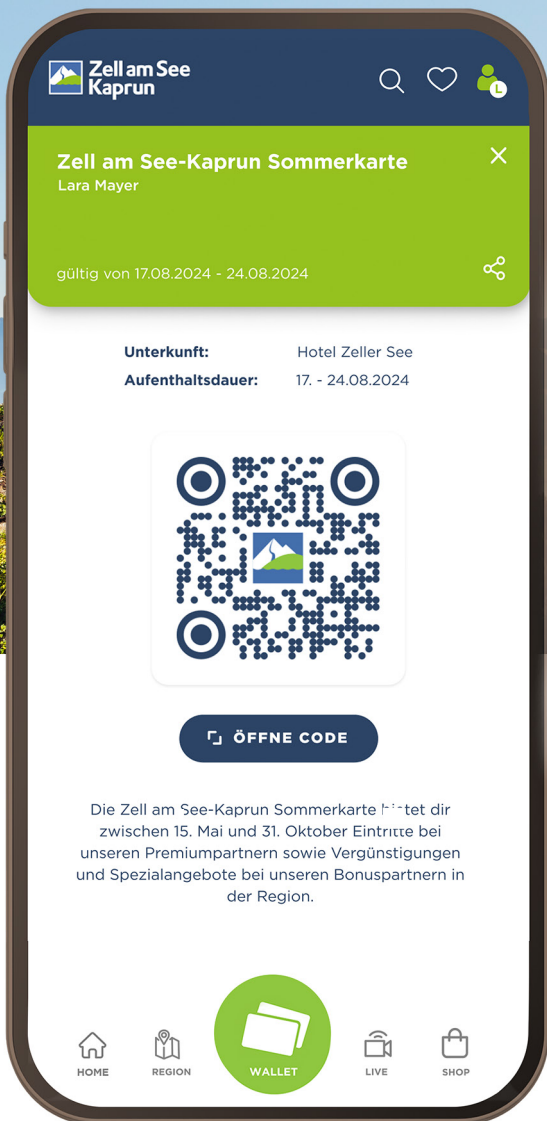 Zell am See
Kaprun
L
Zell am See-Kaprun Sommerkarte
Lara Mayer
gültig von 17.08.2024 - 24.08.2024
Unterkunft: Hotel Zeller See
Aufenthaltsdauer: 17. - 24.08.2024
ÖFFNE CODE
Die Zell am See-Kaprun Sommerkarte dir
zwischen 15. Mai und 31. Oktober Eintritte bei
unseren Premiumpartnern sowie Vergünstigungen
und Spezialangebote bei unseren Bonuspartnern in
der Region.
HOME
REGION
WALLET
LIVE
SHOP